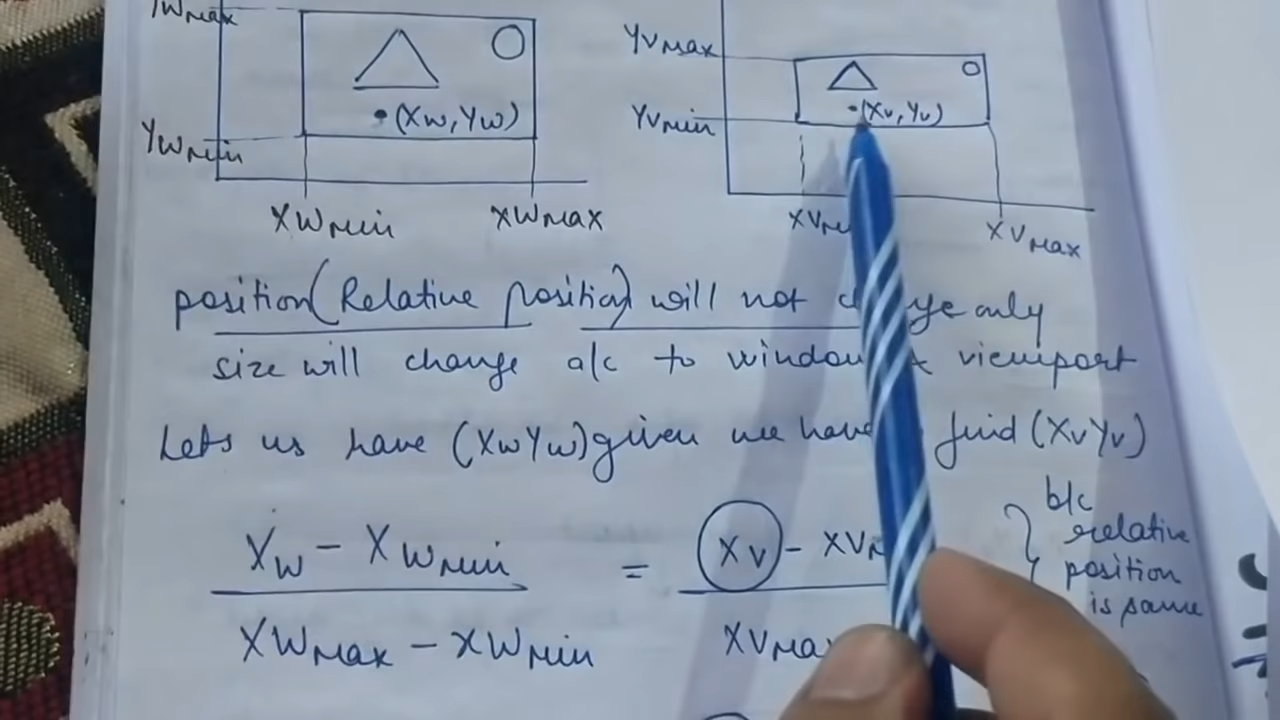 YWMax
YVMax
(XW, YW)
(XV, YV)
YWMin
YVMin
XWMin
XWMax
XVMax
position(Relative position) will not only
size will change a/c to window viewport
Lets us have (XWYW)given we have find (XVYV)
XW - XWMin = XV -
XWMax - XWMin
b/c
relative
position
is same